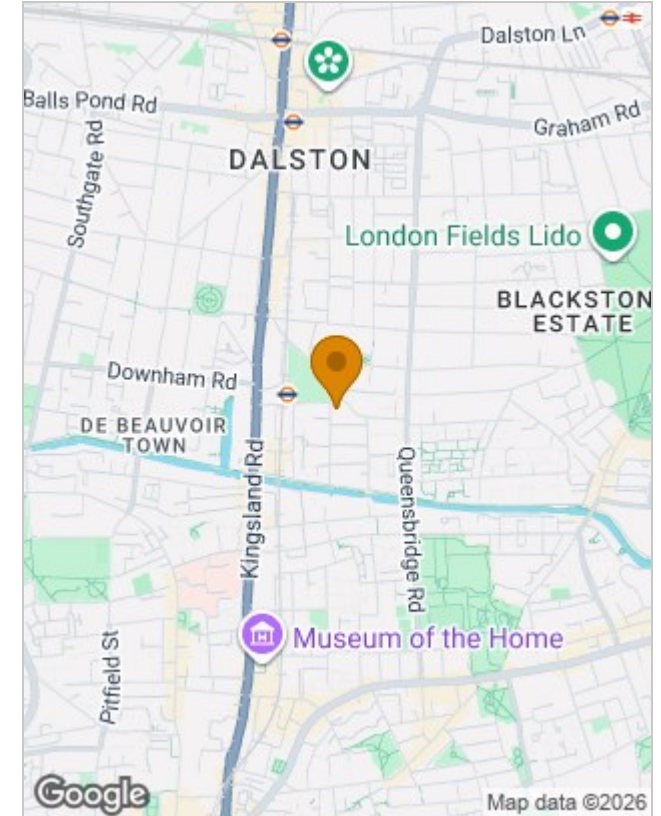 Dalston Ln
Balls Pond Rd
Graham Rd
Southgate Rd
DALSTON
London Fields Lido
BLACKSTON
ESTATE
Downham Rd
DE BEAUVOIR
TOWN
Kingsland Rd
Queensbridge Rd
Museum of the Home
Pitfield St
Google
Map data ©2026